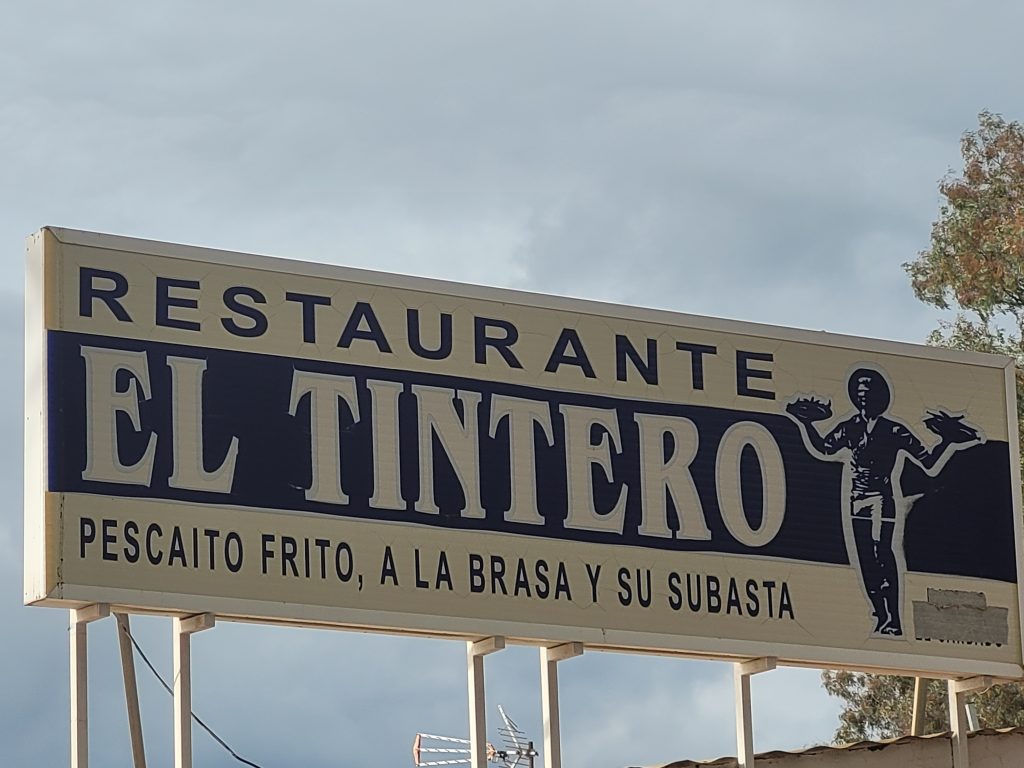 RESTAURANTE
EL TINTERO
PESCAITO FRITO, A LA BRASA Y SU SUBASTA